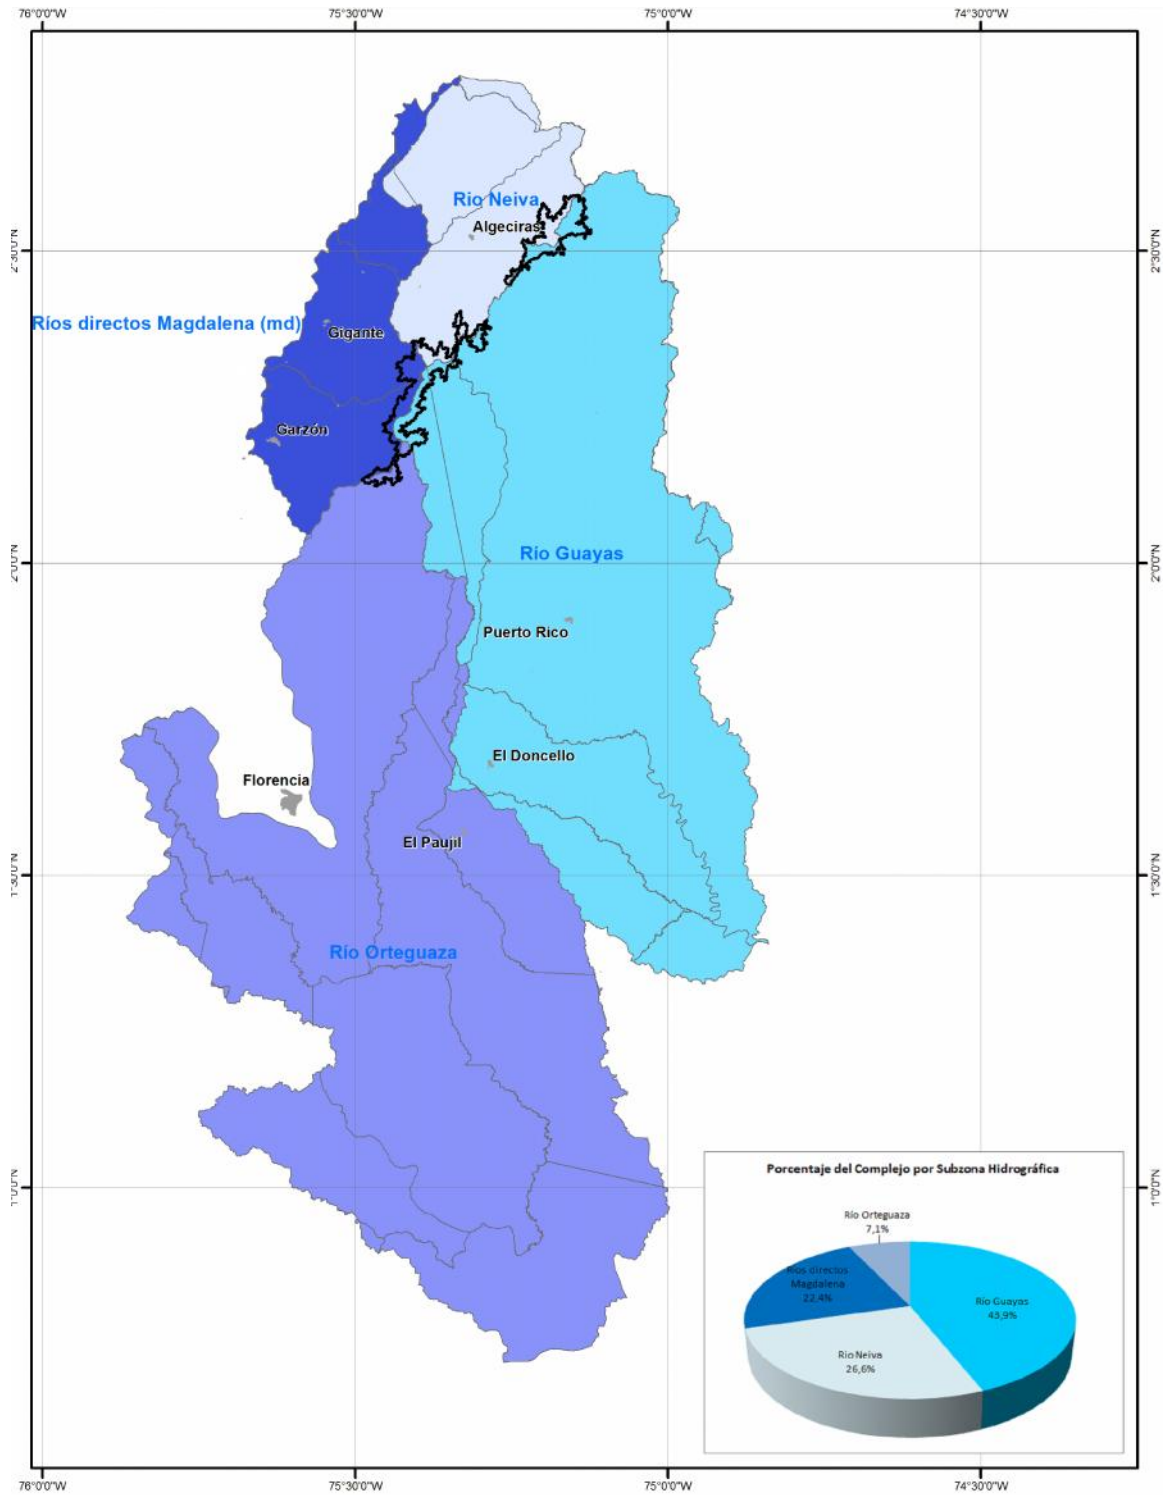 76°0'0"W
75°30'0"W
75°0'0"W
74°30'0"W
2°30'0"N
2°30'0"N
Rio Neiva
Algeciras
Ríos directos Magdalena (md)
Gigante
Garzón
2°0'0"N
2°0'0"N
Río Guayas
Puerto Rico
El Doncello
Florencia
El Paujil
1°30'0"N
1°30'0"N
Río Orteguaza
1°0'0"N
1°0'0"N
Porcentaje del Complejo por Subzona Hidrográfica
Río Orteguaza
7,1%
Ríos directos
Magdalena
22,4%
Río Guayas
43,9%
Rio Neiva
26,6%
76°0'0"W
75°30'0"W
75°0'0"W
74°30'0"W